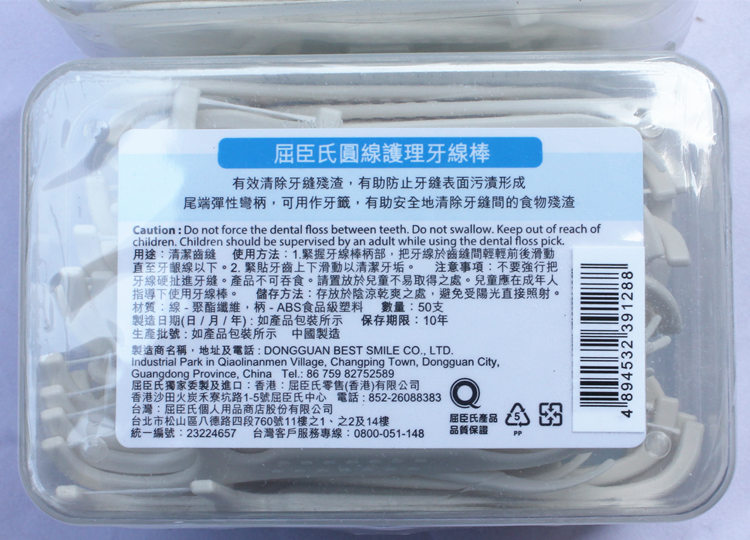 屈臣氏圓線護理牙線棒
有效清除牙縫殘渣，有助防止牙縫表面污漬形成
尾端彈性彎柄，可用作牙籤，有助安全地清除牙縫間的食物殘渣
Caution : Do not force the dental floss between teeth. Do not swallow. Keep out of reach of
children. Children should be supervised by an adult while using the dental floss pick.
用途：清潔齒縫 使用方法：1.緊握牙線棒柄部，把牙線於齒縫間輕輕前後滑動
直至牙齦線以下。2. 緊貼牙齒上下滑動以清潔牙垢。 注意事項：不要強行把
牙線硬扯進牙縫。產品不可吞食。請置放於兒童不易取得之處。兒童應在成年人
指導下使用牙線棒。 儲存方法：存放於陰涼乾爽之處，避免受陽光直接照射。
材質：線 - 聚酯纖維，柄 - ABS食品級塑料 數量：50支
製造日期(日 / 月 / 年) : 如產品包裝所示 保存期限：10年
生產批號：如產品包裝所示 中國製造
製造商名稱，地址及電話：DONGGUAN BEST SMILE CO., LTD.
Industrial Park in Qiaolinanmen Village, Changping Town, Dongguan City,
Guangdong Province, China Tel.: 86 759 82752589
屈臣氏獨家委製及進口：香港：屈臣氏零售(香港)有限公司
香港沙田火炭禾寮坑路1-5號屈臣氏中心 電話：852-26088383
台灣：屈臣氏個人用品商店股份有限公司
台北市松山區八德路四段760號11樓之1、之2及14樓
統一編號：23224657 台灣客戶服務專線：0800-051-148
屈臣氏產品
品質保證
5
PP
4 894532 391288